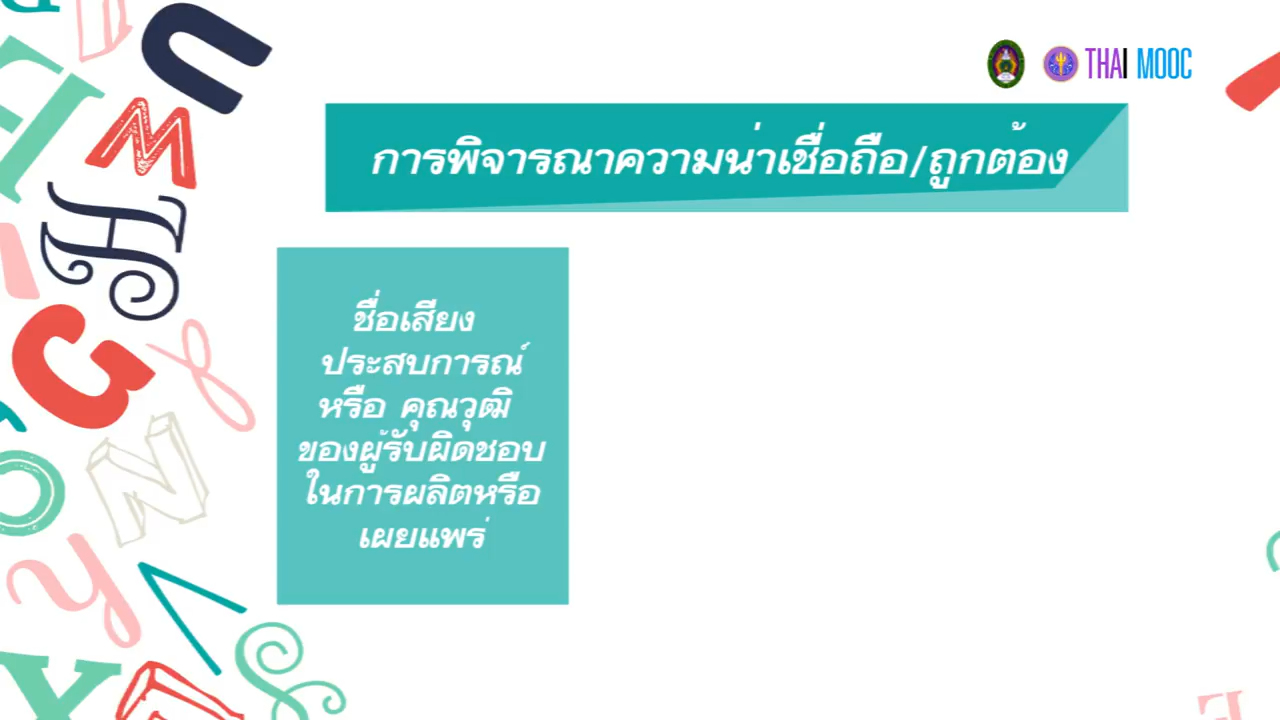 THAI MOOC
การพิจารณาความน่าเชื่อถือ/ถูกต้อง
ชื่อเสียง
ประสบการณ์
หรือ คุณวุฒิ
ของผู้รับผิดชอบ
ในการผลิตหรือ
เผยแพร่